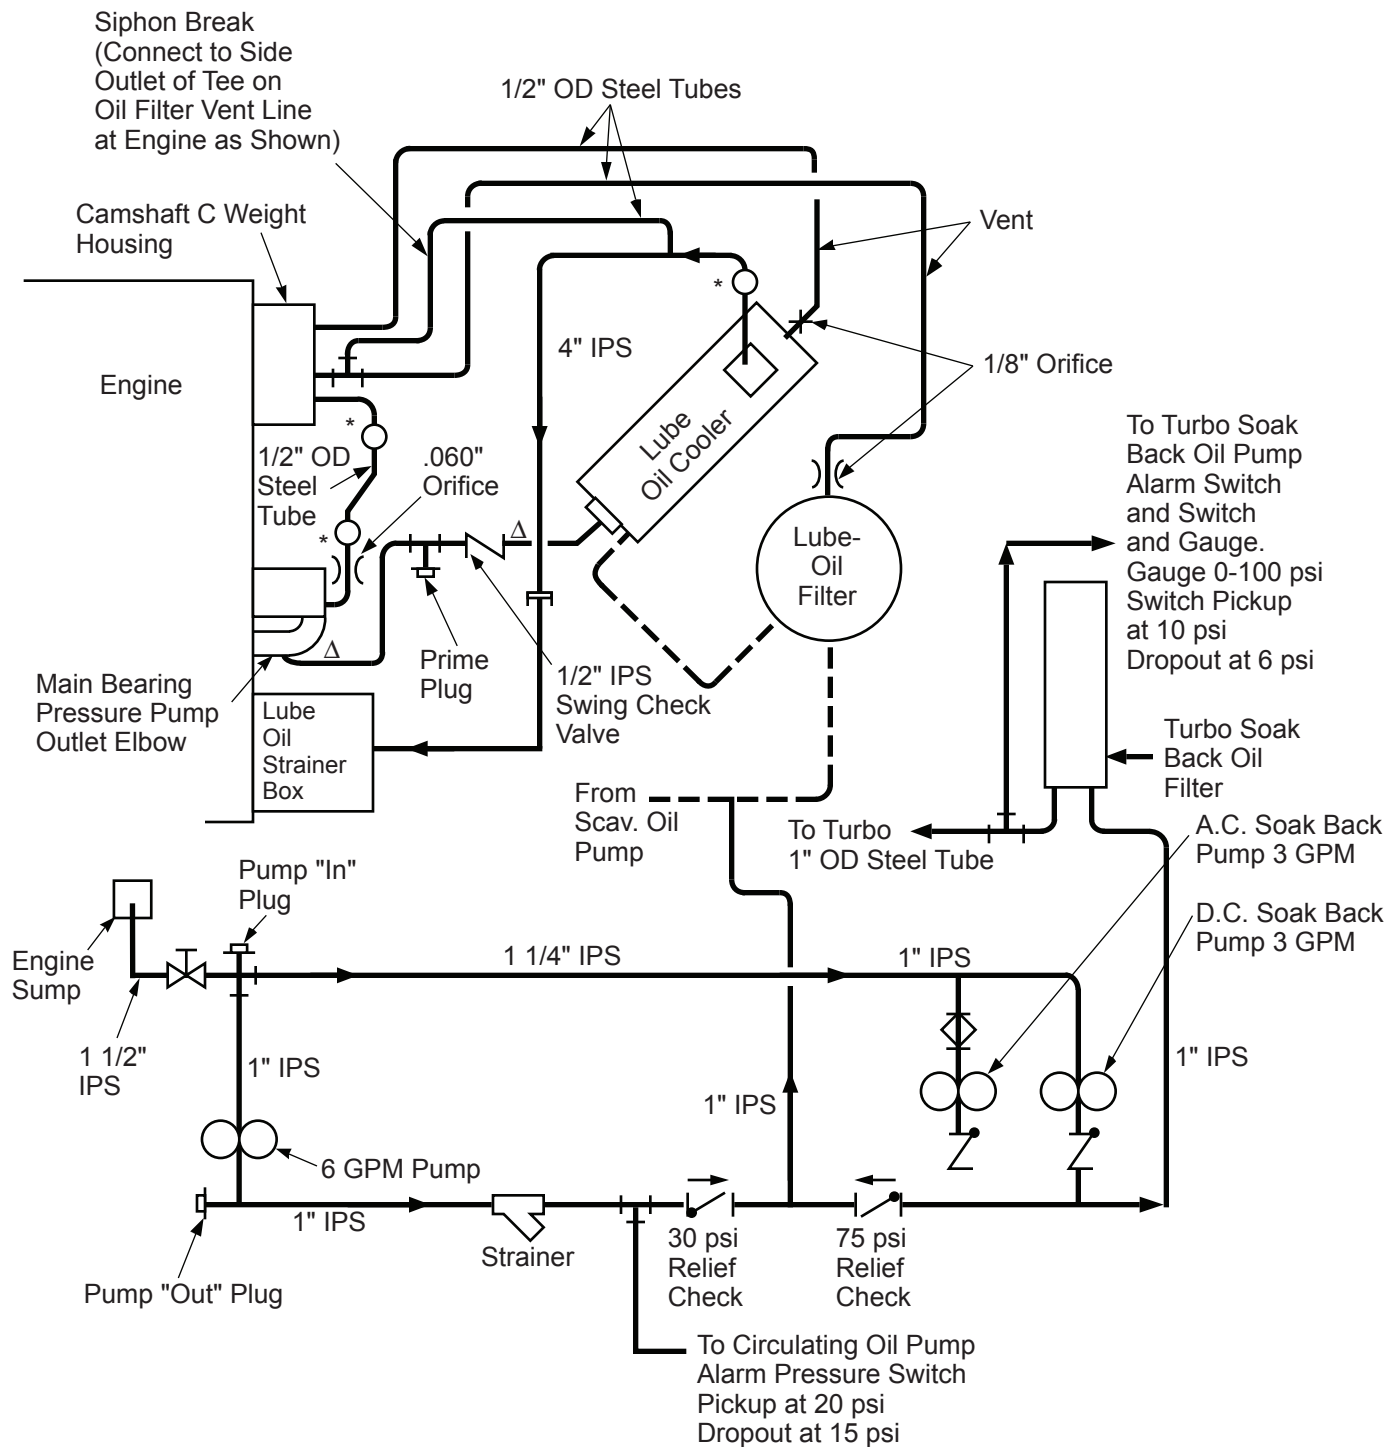 Siphon Break
(Connect to Side
Outlet of Tee on
Oil Filter Vent Line
at Engine as Shown)
1/2" OD Steel Tubes
Camshaft C Weight
Housing
Vent
*
4" IPS
Engine
1/8" Orifice
Lube
Oil Cooler
*
1/2" OD
Steel
Tube
.060"
Orifice
*
Δ
Lube-
Oil
Filter
To Turbo Soak
Back Oil Pump
Alarm Switch
and Switch
and Gauge.
Gauge 0-100 psi
Switch Pickup
at 10 psi
Dropout at 6 psi
Δ
Prime
Plug
1/2" IPS
Swing Check
Valve
Main Bearing
Pressure Pump
Outlet Elbow
Lube
Oil
Strainer
Box
Turbo Soak
Back Oil
Filter
From
Scav. Oil
Pump
To Turbo
1" OD Steel Tube
A.C. Soak Back
Pump 3 GPM
Pump "In"
Plug
D.C. Soak Back
Pump 3 GPM
Engine
Sump
1 1/4" IPS
1" IPS
1 1/2"
IPS
1" IPS
1" IPS
1" IPS
6 GPM Pump
1" IPS
Strainer
30 psi
Relief
Check
75 psi
Relief
Check
Pump "Out" Plug
To Circulating Oil Pump
Alarm Pressure Switch
Pickup at 20 psi
Dropout at 15 psi